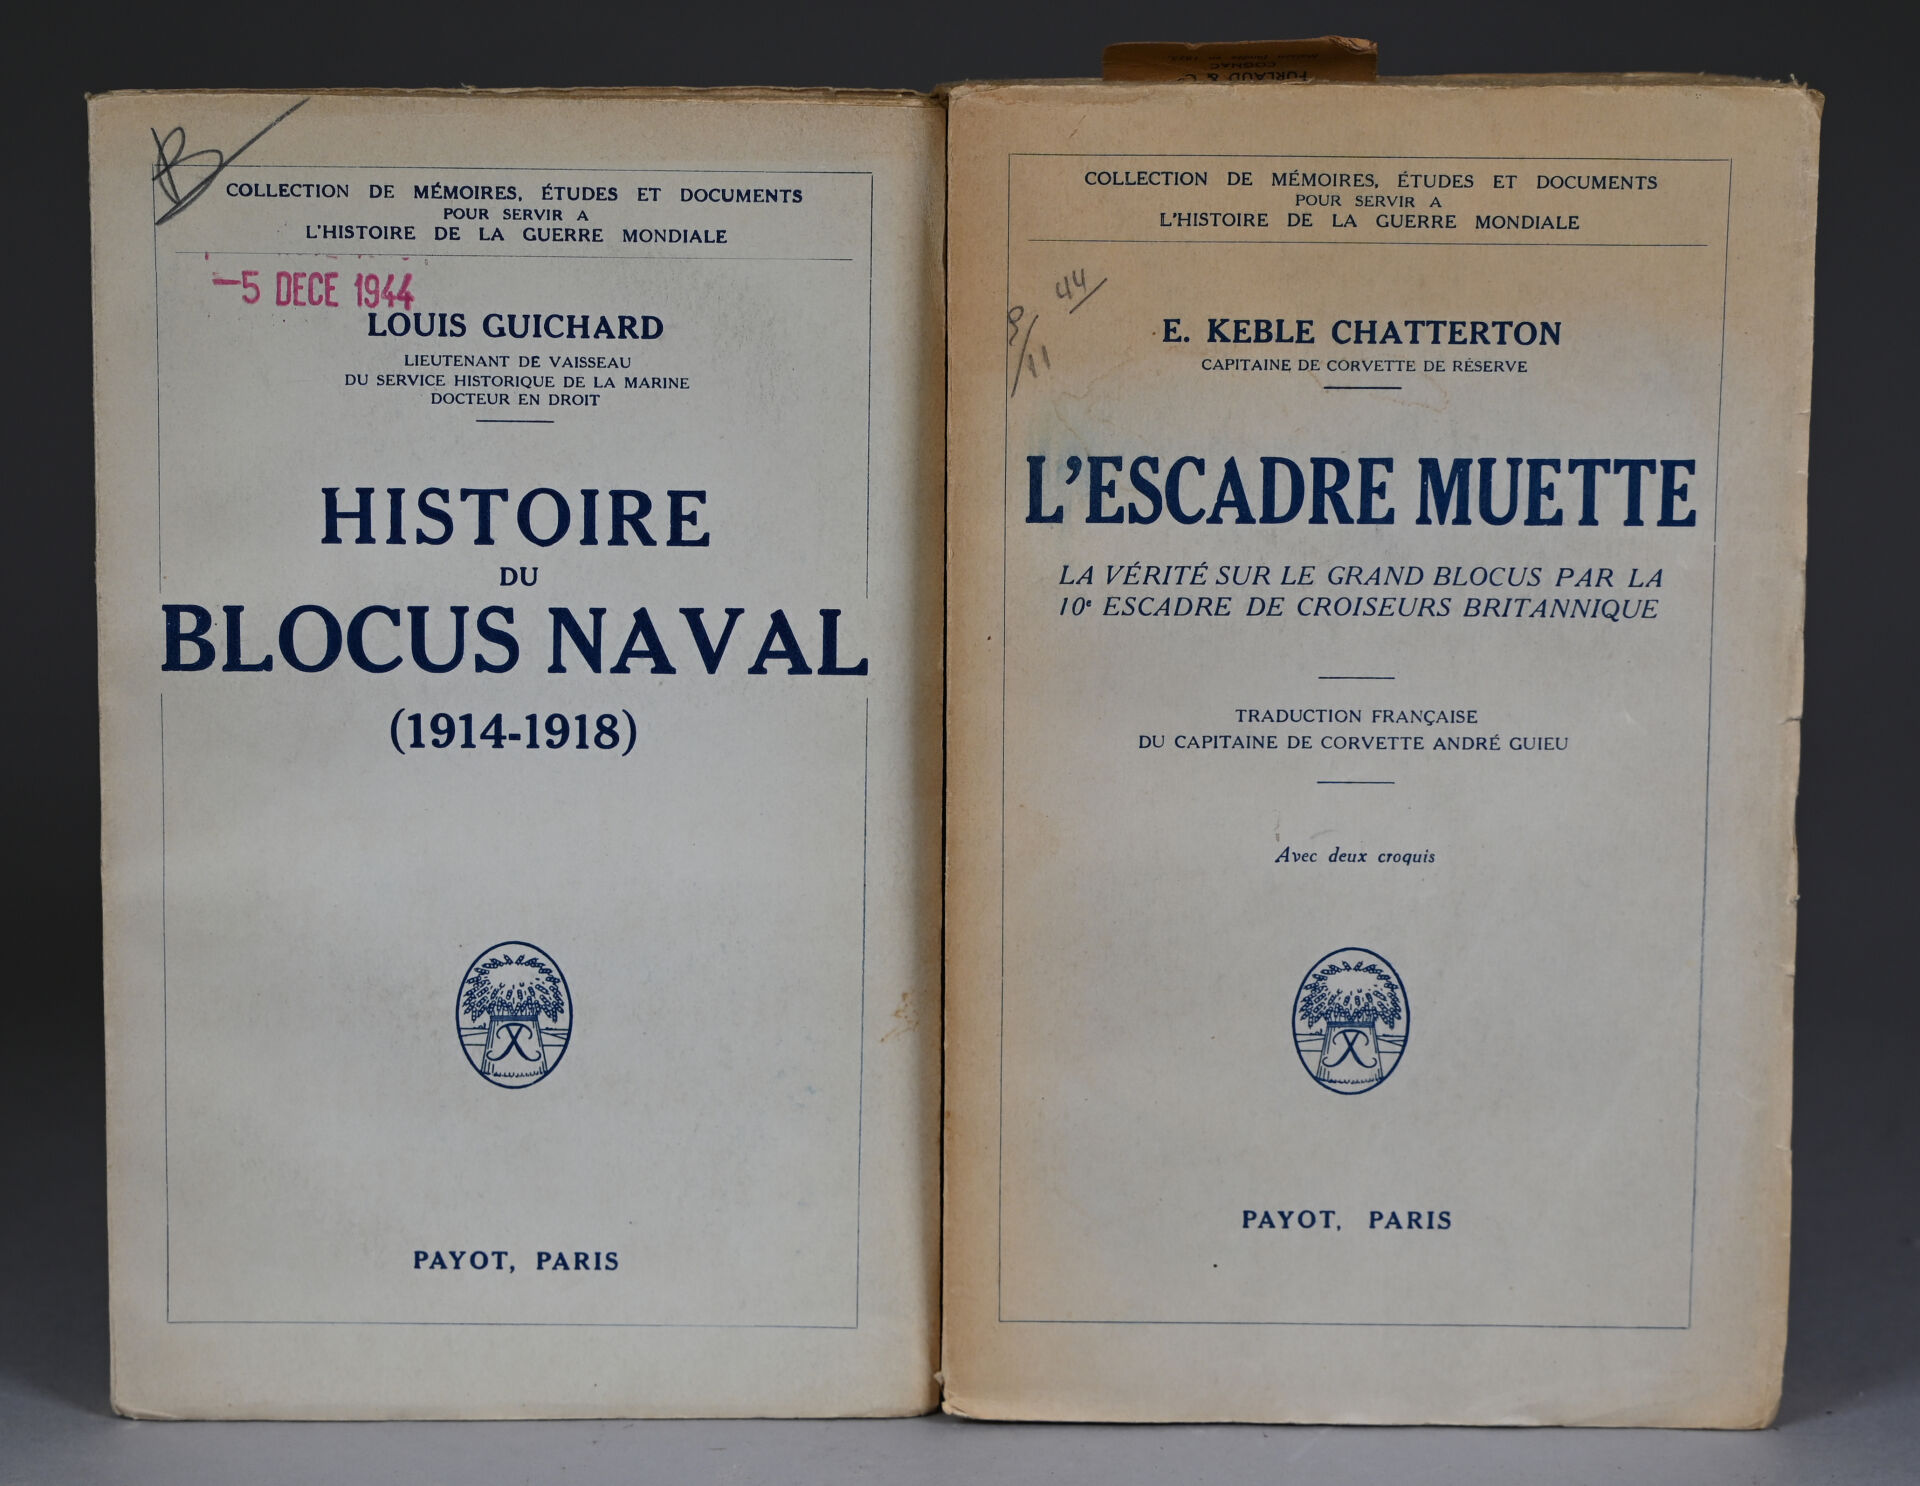 B
COLLECTION DE MÉMOIRES, ÉTUDES ET DOCUMENTS
POUR SERVIR A
L'HISTOIRE DE LA GUERRE MONDIALE
-5 DECE 1944
LOUIS GUICHARD
LIEUTENANT DE VAISSEAU
DU SERVICE HISTORIQUE DE LA MARINE
DOCTEUR EN DROIT
HISTOIRE
DU
BLOCUS NAVAL
(1914-1918)
PAYOT, PARIS
FURLAUD & C
COGNAC
COLLECTION DE MÉMOIRES, ÉTUDES ET DOCUMENTS
POUR SERVIR A
L'HISTOIRE DE LA GUERRE MONDIALE
44
9/11
E. KEBLE CHATTERTON
CAPITAINE DE CORVETTE DE RÉSERVE
L'ESCADRE MUETTE
LA VÉRITÉ SUR LE GRAND BLOCUS PAR LA
10e ESCADRE DE CROISEURS BRITANNIQUE
TRADUCTION FRANÇAISE
DU CAPITAINE DE CORVETTE ANDRÉ GUIEU
Avec deux croquis
PAYOT, PARIS